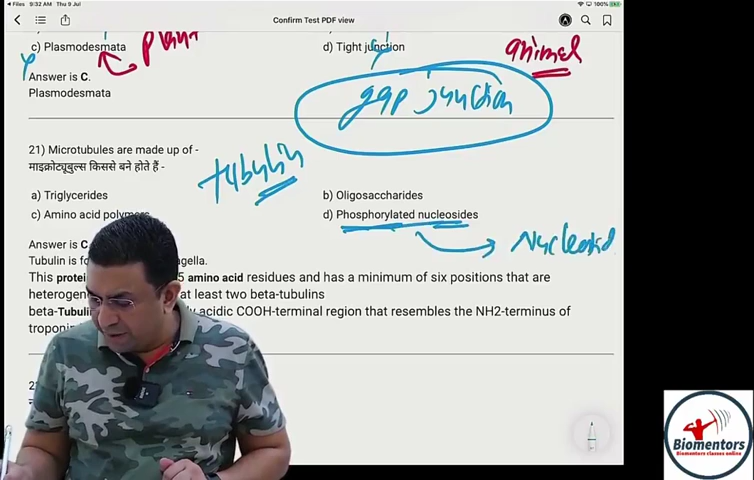 Files 9:32 AM Thu 9 Jul
100%
Confirm Test PDF view
c) Plasmodesmata
plant
d) Tight junction
animal
Answer is C.
Plasmodesmata
gap junction
21) Microtubules are made up of -
माइक्रोट्यूबुल्स किससे बने होते हैं -
tubulin
a) Triglycerides
b) Oligosaccharides
c) Amino acid polymers
d) Phosphorylated nucleosides
Nucleotid
Answer is C
Tubulin is fo
agella.
This protei
5 amino acid residues and has a minimum of six positions that are
heterogen
at least two beta-tubulins
beta-Tubuli
y acidic COOH-terminal region that resembles the NH2-terminus of
tropon
Biomentors
Biomentors classes online